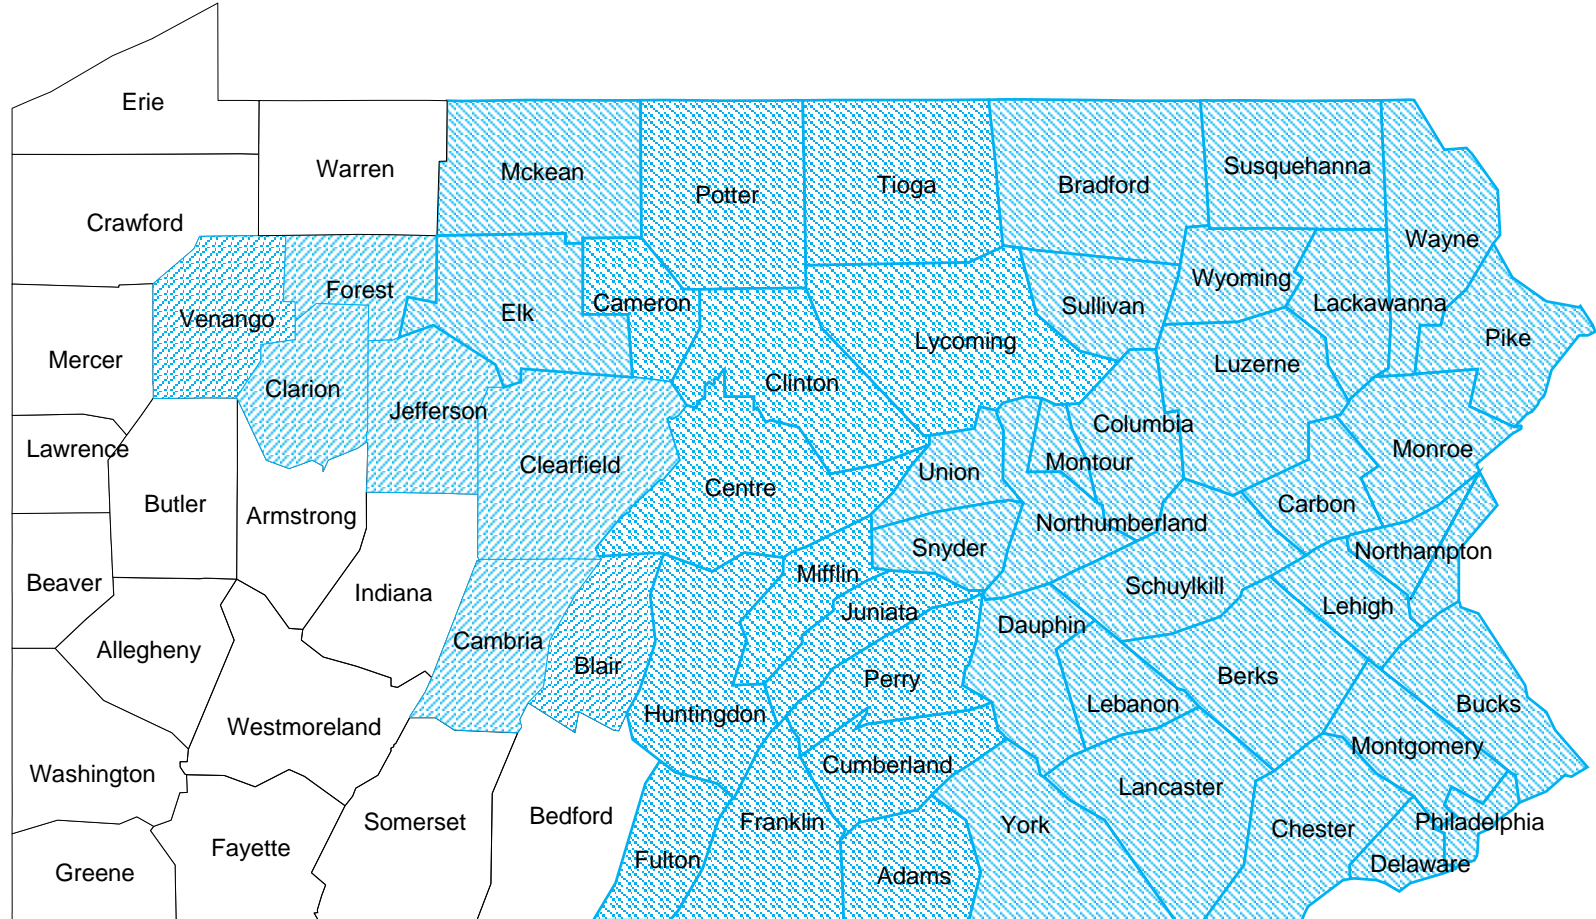 Erie
Warren
Mckean
Potter
Tioga
Bradford
Susquehanna
Crawford
Wayne
Venango
Forest
Elk
Cameron
Lycoming
Sullivan
Wyoming
Lackawanna
Pike
Mercer
Clarion
Jefferson
Clinton
Luzerne
Lawrence
Butler
Armstrong
Clearfield
Centre
Union
Montour
Columbia
Monroe
Carbon
Beaver
Indiana
Snyder
Northumberland
Northampton
Mifflin
Schuylkill
Lehigh
Juniata
Dauphin
Allegheny
Cambria
Blair
Perry
Lebanon
Berks
Bucks
Westmoreland
Huntingdon
Montgomery
Washington
Cumberland
Lancaster
Somerset
Bedford
Franklin
York
Chester
Philadelphia
Greene
Fayette
Fulton
Adams
Delaware